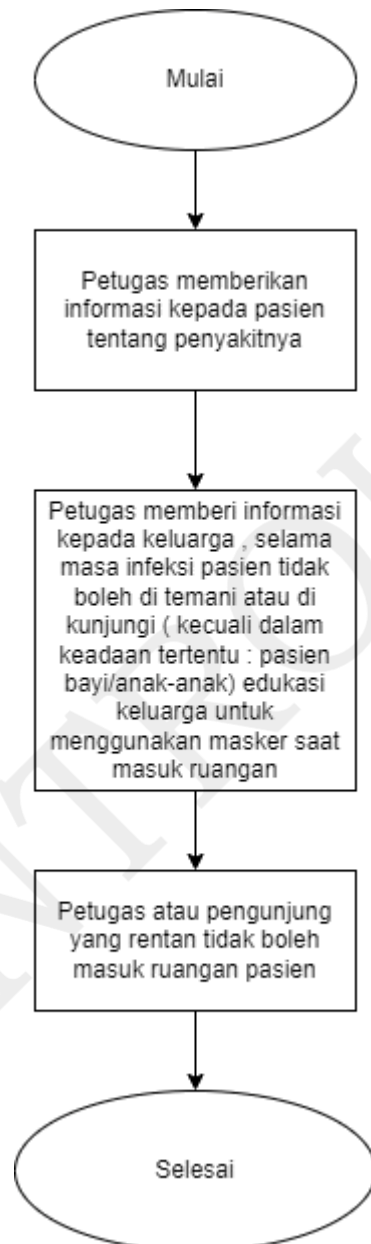 Mulai
Petugas memberikan
informasi kepada pasien
tentang penyakitnya
Petugas memberi informasi
kepada keluarga , selama
masa infeksi pasien tidak
boleh di temani atau di
kunjungi ( kecuali dalam
keadaan tertentu : pasien
bayi/anak-anak) edukasi
keluarga untuk
menggunakan masker saat
masuk ruangan
Petugas atau pengunjung
yang rentan tidak boleh
masuk ruangan pasien
Selesai